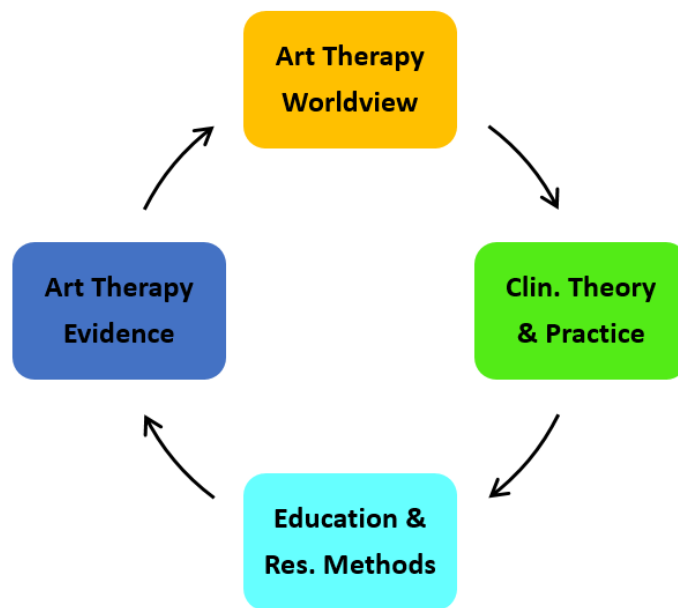 Art Therapy
Worldview
Clin. Theory
& Practice
Education &
Res. Methods
Art Therapy
Evidence